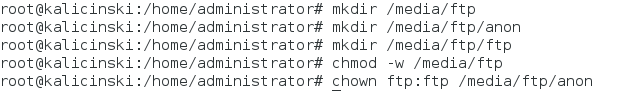 root@kalicinski:/home/administrator# mkdir /media/ftp
root@kalicinski:/home/administrator# mkdir /media/ftp/anon
root@kalicinski:/home/administrator# mkdir /media/ftp/ftp
root@kalicinski:/home/administrator# chmod -w /media/ftp
root@kalicinski:/home/administrator# chown ftp:ftp /media/ftp/anon